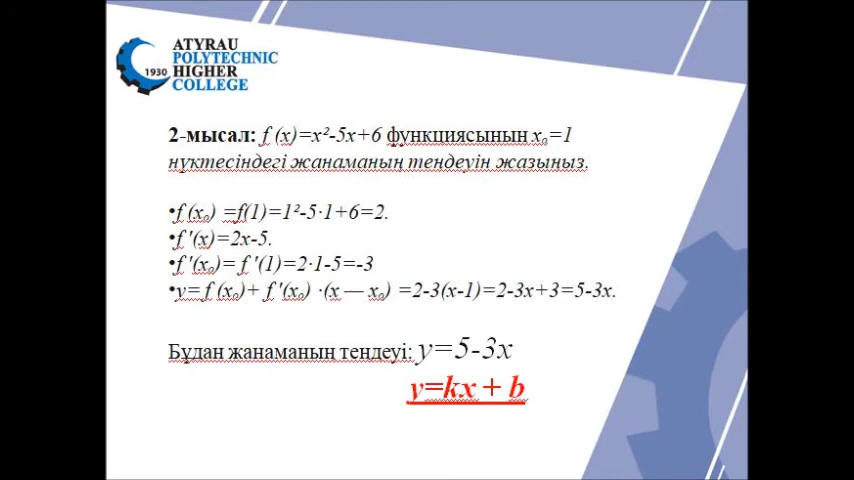 ATYRAU
POLYTECHNIC
1930 HIGHER
COLLEGE
2-мысал: f (x)=x²-5x+6 функциясының x₀=1
нүктесіндегі жанаманың теңдеуін жазыңыз.
•f (x₀) =f(1)=1²-5·1+6=2.
•f '(x)=2x-5.
•f '(x₀)= f '(1)=2·1-5=-3
•y= f (x₀)+ f '(x₀) ·(x — x₀) =2-3(x-1)=2-3x+3=5-3x.
Бұдан жанаманың теңдеуі: y=5-3x
y=kx + b